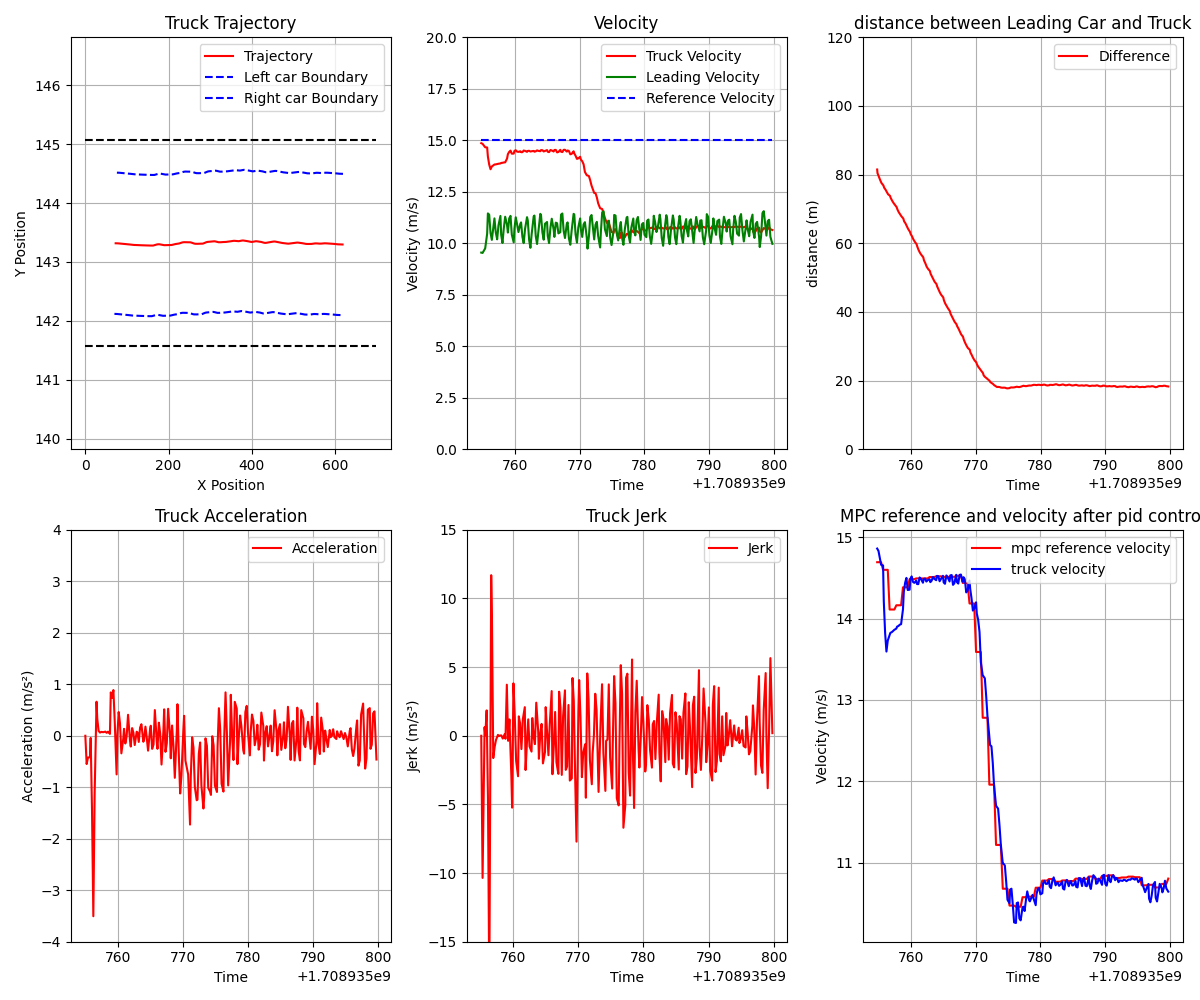 Truck Trajectory
Trajectory
Left car Boundary
Right car Boundary
146
145
144
143
142
141
140
Y Position
0
200
400
600
X Position
Velocity
Truck Velocity
Leading Velocity
Reference Velocity
20.0
17.5
15.0
12.5
10.0
7.5
5.0
2.5
0.0
Velocity (m/s)
760
770
780
790
800
Time
+1.708935e9
distance between Leading Car and Truck
Difference
120
100
80
60
40
20
0
distance (m)
760
770
780
790
800
Time
+1.708935e9
Truck Acceleration
Acceleration
4
3
2
1
0
−1
−2
−3
−4
Acceleration (m/s²)
760
770
780
790
800
Time
+1.708935e9
Truck Jerk
Jerk
15
10
5
0
−5
−10
−15
Jerk (m/s³)
760
770
780
790
800
Time
+1.708935e9
MPC reference and velocity after pid contro
mpc reference velocity
truck velocity
15
14
13
12
11
Velocity (m/s)
760
770
780
790
800
Time
+1.708935e9